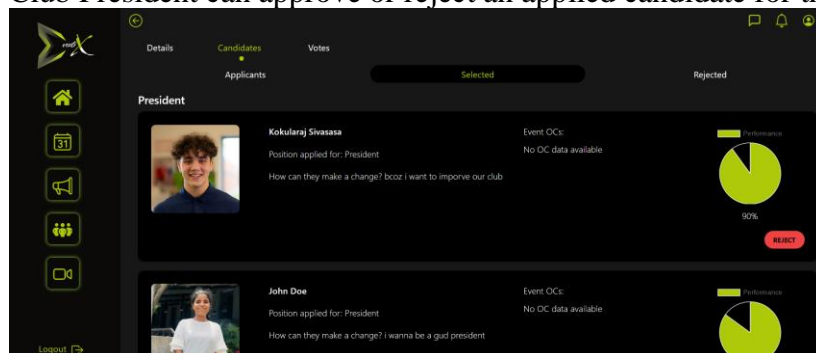 Club President can approve or reject an applied candidate for
Details Candidates Votes
Applicants Selected Rejected
President
Kokularaj Sivasasa
Position applied for: President
How can they make a change? bcoz i want to imporve our club
Event OCs:
No OC data available
Performance
90%
REJECT
31
John Doe
Position applied for: President
How can they make a change? i wanna be a gud president
Event OCs:
No OC data available
Performance
Logout